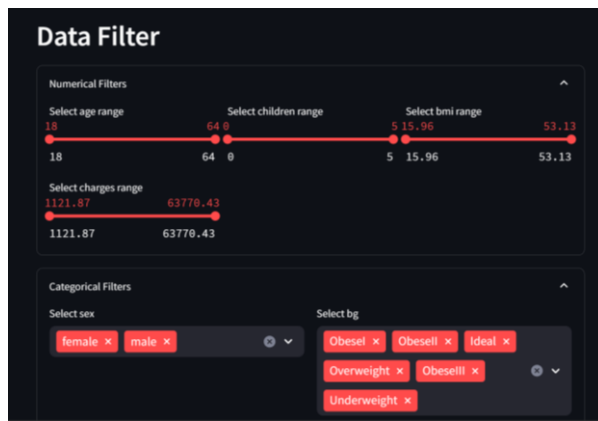 Data Filter
Numerical Filters
Select age range Select children range Select bmi range
18 64 0 5 15.96 53.13
18 64 0 5 15.96 53.13
Select charges range
1121.87 63770.43
1121.87 63770.43
Categorical Filters
Select sex Select bg
female × male × ObeseI × ObeseII × Ideal ×
Overweight × ObeseIII ×
Underweight ×